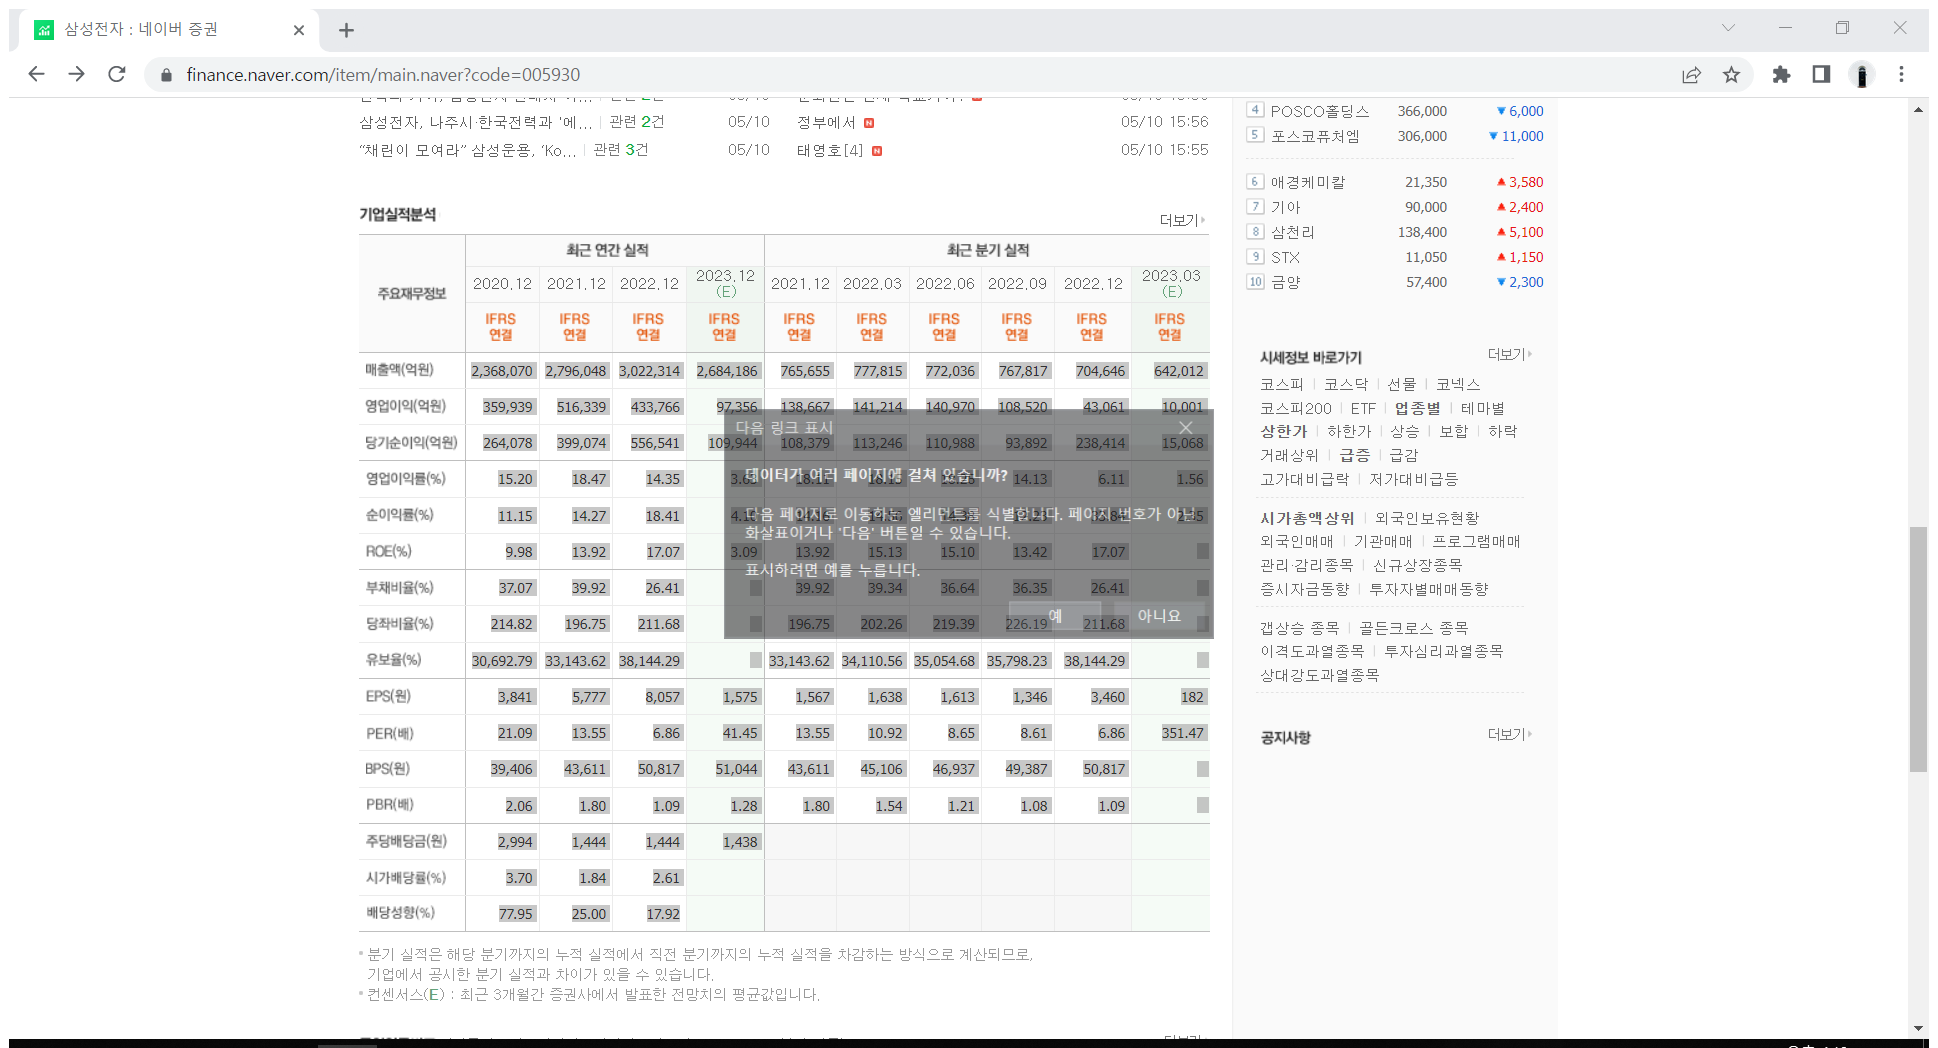 삼성전자 : 네이버 증권
finance.naver.com/item/main.naver?code=005930
삼성전자, 나주시·한국전력과 '에... 관련 2건 05/10 정부에서 05/10 15:56
“채린이 모여라” 삼성운용, ‘Ko... 관련 3건 05/10 태영호[4] 05/10 15:55
기업실적분석 더보기
주요재무정보 최근 연간 실적 최근 분기 실적
2020.12 2021.12 2022.12 2023.12 (E) 2021.12 2022.03 2022.06 2022.09 2022.12 2023.03 (E)
IFRS 연결 IFRS 연결 IFRS 연결 IFRS 연결 IFRS 연결 IFRS 연결 IFRS 연결 IFRS 연결 IFRS 연결 IFRS 연결
매출액(억원) 2,368,070 2,796,048 3,022,314 2,684,186 765,655 777,815 772,036 767,817 704,646 642,012
영업이익(억원) 359,939 516,339 433,766 97,356 138,667 141,214 140,970 108,520 43,061 10,001
당기순이익(억원) 264,078 399,074 556,541 109,944 108,379 113,246 110,988 93,892 238,414 15,068
영업이익률(%) 15.20 18.47 14.35 14.13 6.11 1.56
순이익률(%) 11.15 14.27 18.41
ROE(%) 9.98 13.92 17.07 3.09 13.92 15.13 15.10 13.42 17.07
부채비율(%) 37.07 39.92 26.41 39.92 39.34 36.64 36.35 26.41
당좌비율(%) 214.82 196.75 211.68 196.75 202.26 219.39 226.19 211.68
유보율(%) 30,692.79 33,143.62 38,144.29 33,143.62 34,110.56 35,054.68 35,798.23 38,144.29
EPS(원) 3,841 5,777 8,057 1,575 1,567 1,638 1,613 1,346 3,460 182
PER(배) 21.09 13.55 6.86 41.45 13.55 10.92 8.65 8.61 6.86 351.47
BPS(원) 39,406 43,611 50,817 51,044 43,611 45,106 46,937 49,387 50,817
PBR(배) 2.06 1.80 1.09 1.28 1.80 1.54 1.21 1.08 1.09
주당배당금(원) 2,994 1,444 1,444 1,438
시가배당률(%) 3.70 1.84 2.61
배당성향(%) 77.95 25.00 17.92
* 분기 실적은 해당 분기까지의 누적 실적에서 직전 분기까지의 누적 실적을 차감하는 방식으로 계산되므로,
기업에서 공시한 분기 실적과 차이가 있을 수 있습니다.
* 컨센서스(E) : 최근 3개월간 증권사에서 발표한 전망치의 평균값입니다.
다음 링크 표시
데이터가 여러 페이지에 걸쳐 있습니까?
다음 페이지로 이동하는 엘리먼트를 식별합니다. 페이지 번호가 아닌
화살표이거나 '다음' 버튼일 수 있습니다.
표시하려면 예를 누릅니다.
예 아니요
4 POSCO홀딩스 366,000 ▼6,000
5 포스코퓨처엠 306,000 ▼11,000
6 애경케미칼 21,350 ▲3,580
7 기아 90,000 ▲2,400
8 삼천리 138,400 ▲5,100
9 STX 11,050 ▲1,150
10 금양 57,400 ▼2,300
시세정보 바로가기 더보기
코스피 코스닥 선물 코넥스
코스피200 ETF 업종별 테마별
상한가 하한가 상승 보합 하락
거래상위 급증 급감
고가대비급락 저가대비급등
시가총액상위 외국인보유현황
외국인매매 기관매매 프로그램매매
관리·감리종목 신규상장종목
증시자금동향 투자자별매매동향
갭상승 종목 골든크로스 종목
이격도과열종목 투자심리과열종목
상대강도과열종목
공지사항 더보기